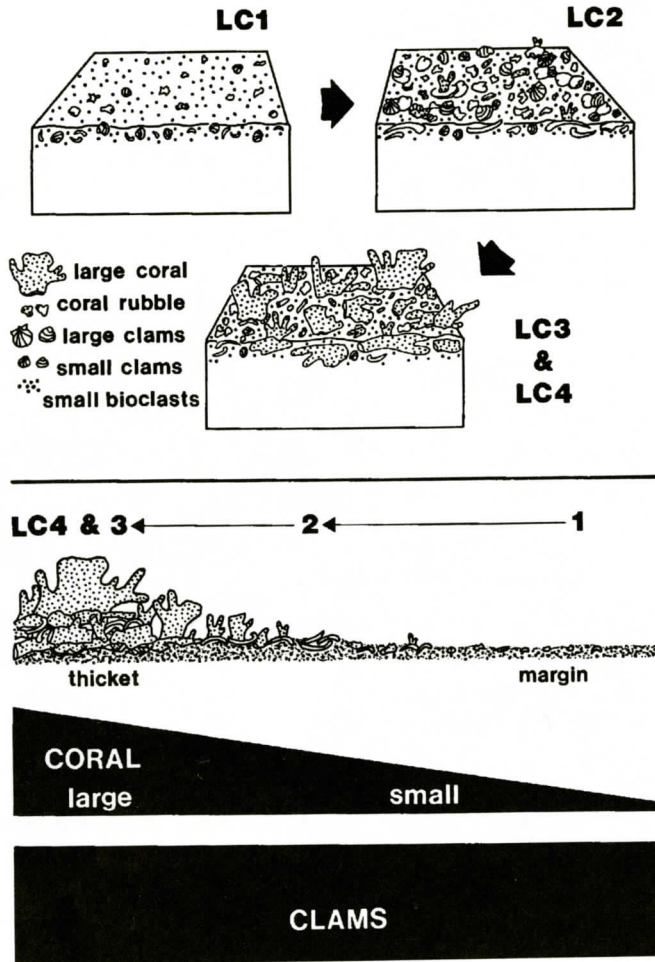 LC1
LC2
large coral
coral rubble
large clams
small clams
small bioclasts
LC3
&
LC4
LC4 & 3
2
1
thicket
margin
CORAL
large
small
CLAMS